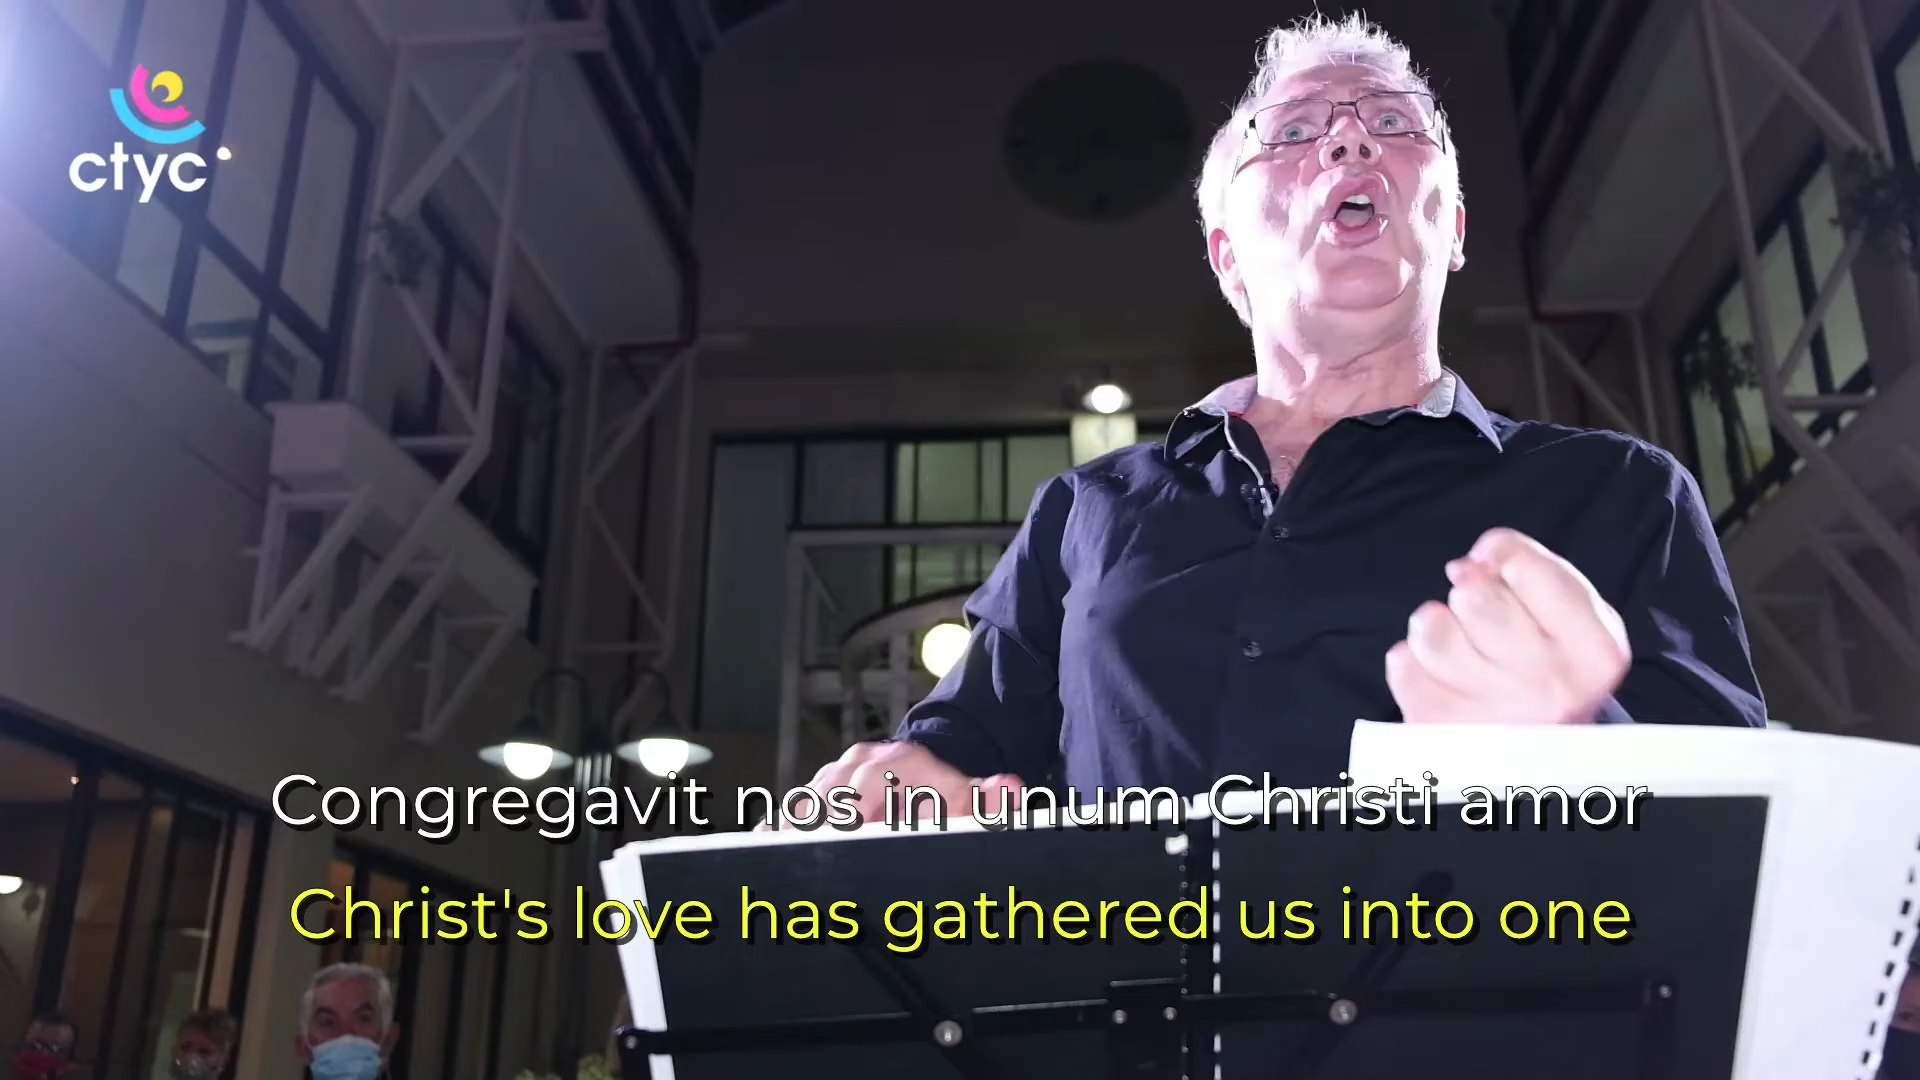 ctyc
Congregavit nos in unum Christi amor
Christ's love has gathered us into one